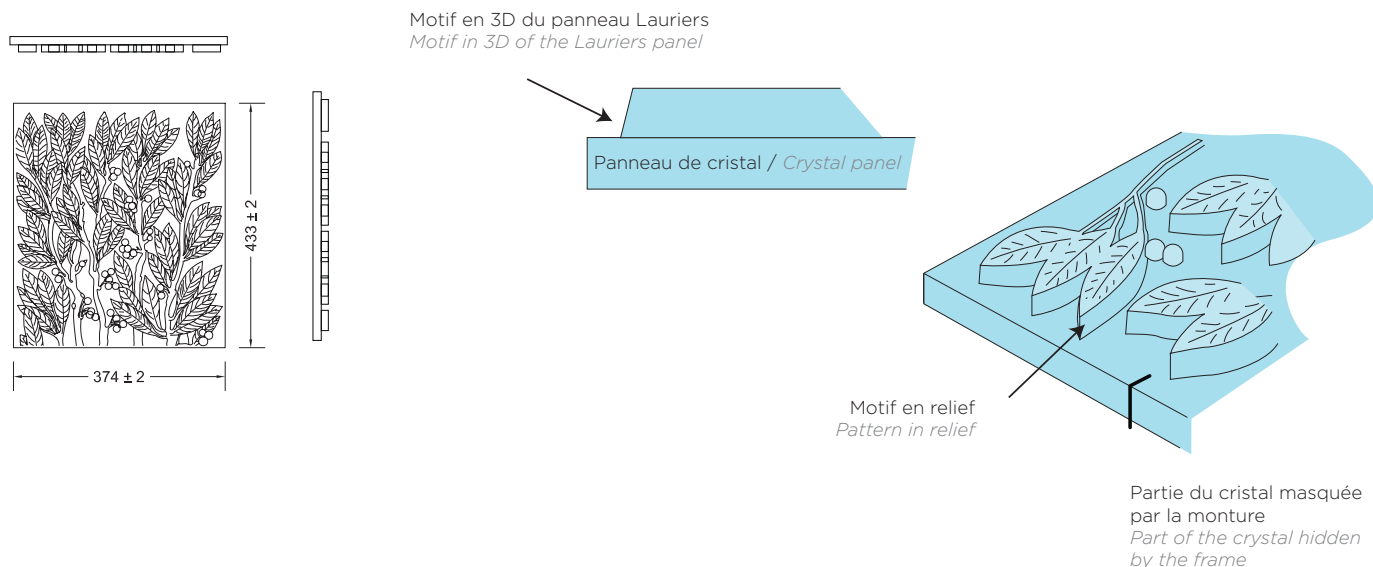 Motif en 3D du panneau Lauriers
Motif in 3D of the Lauriers panel
Panneau de cristal / Crystal panel
433 ± 2
374 ± 2
Motif en relief
Pattern in relief
Partie du cristal masquée
par la monture
Part of the crystal hidden
by the frame